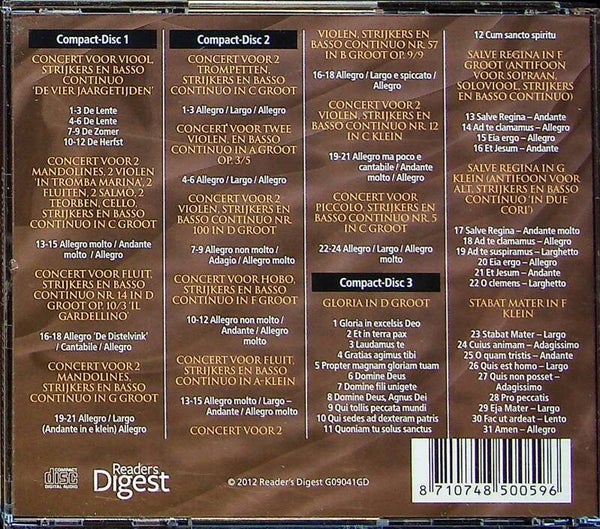 Compact-Disc 1
CONCERT VOOR VIOOL,
STRIJKERS EN BASSO
CONTINUO
'DE VIER JAARGETIJDEN'
1-3 De Lente
4-6 De Lente
7-9 De Zomer
10-12 De Herfst
CONCERT VOOR 2
MANDOLINES, 2 VIOLEN
'IN TROMBA MARINA', 2
FLUITEN, 2 SALMO', 2
TEORBEN, CELLO,
STRIJKERS EN BASSO
CONTINUO IN C GROOT
13-15 Allegro molto / Andante
molto / Allegro
CONCERT VOOR FLUIT,
STRIJKERS EN BASSO
CONTINUO NR 14 IN D
GROOT OP. 10/3 'IL
GARDELLINO'
16-18 Allegro 'De Distelvink'
/ Cantabile / Allegro
CONCERT VOOR 2
MANDOLINES,
STRIJKERS EN BASSO
CONTINUO IN G GROOT
19-21 Allegro / Largo
(Andante in e klein) Allegro
Compact-Disc 2
CONCERT VOOR 2
TROMPETTEN,
STRIJKERS EN BASSO
CONTINUO IN C GROOT
1-3 Allegro / Largo / Allegro
CONCERT VOOR TWEE
VIOLEN, EN BASSO
CONTINUO IN A GROOT
OP. 3/5
4-6 Allegro / Largo / Allegro
CONCERT VOOR 2
VIOLEN, STRIJKERS EN
BASSO CONTINUO NR.
100 IN D GROOT
7-9 Allegro non molto /
Adagio / Allegro molto
CONCERT VOOR HOBO,
STRIJKERS EN BASSO
CONTINUO IN F GROOT
10-12 Allegro non molto /
Andante / Allegro
molto
CONCERT VOOR FLUIT,
STRIJKERS EN BASSO
CONTINUO IN A-KLEIN
13-15 Allegro molto / Largo –
Andante / Allegro molto
CONCERT VOOR 2
VIOLEN, STRIJKERS EN
BASSO CONTINUO NR. 57
IN B GROOT OP. 9/9
16-18 Allegro / Largo e spiccato /
Allegro
CONCERT VOOR 2
VIOLEN, STRIJKERS EN
BASSO CONTINUO NR. 12
IN C KLEIN
19-21 Allegro ma poco e
cantabile / Andante
molto / Allegro
CONCERT VOOR
PICCOLO, STRIJKERS EN
BASSO CONTINUO NR. 5
IN C GROOT
22-24 Allegro / Largo / Allegro
Compact-Disc 3
GLORIA IN D GROOT
1 Gloria in excelsis Deo
2 Et in terra pax
3 Laudamus te
4 Gratias agimus tibi
5 Propter magnam gloriam tuam
6 Domine Deus
7 Domine fili unigete
8 Domine Deus, Agnus Dei
9 Qui tollis peccata mundi
10 Qui sedes ad dexteram patris
11 Quoniam tu solus sanctus
12 Cum sancto spiritu
SALVE REGINA IN F
GROOT (ANTIFOON
VOOR SOPRAAN,
SOLOVIOOL, STRIJKERS
EN BASSO CONTINUO)
13 Salve Regina – Andante
14 Ad te clamamus – Allegro
15 Eia ergo – Allegro
16 Et Jesum – Andante
SALVE REGINA IN G
KLEIN (ANTIFOON VOOR
ALT, STRIJKERS EN BASSO
CONTINUO 'IN DUE
CORI')
17 Salve Regina – Andante molto
18 Ad te clamamus – Allegro
19 Ad te suspiramus – Larghetto
20 Eia ergo – Allegro
21 Et Jesum – Andante
22 O clemens – Larghetto
STABAT MATER IN F
KLEIN
23 Stabat Mater – Largo
24 Cuius animam – Adagissimo
25 O quam tristis – Andante
26 Quis est homo – Largo
27 Quis non posset –
Adagissimo
28 Pro peccatis
29 Eja Mater – Largo
30 Fac ut ardeat – Lento
31 Amen – Allegro
COMPACT
disc
DIGITAL AUDIO
Readers
Digest
© 2012 Reader's Digest G09041GD
8 710748 500596